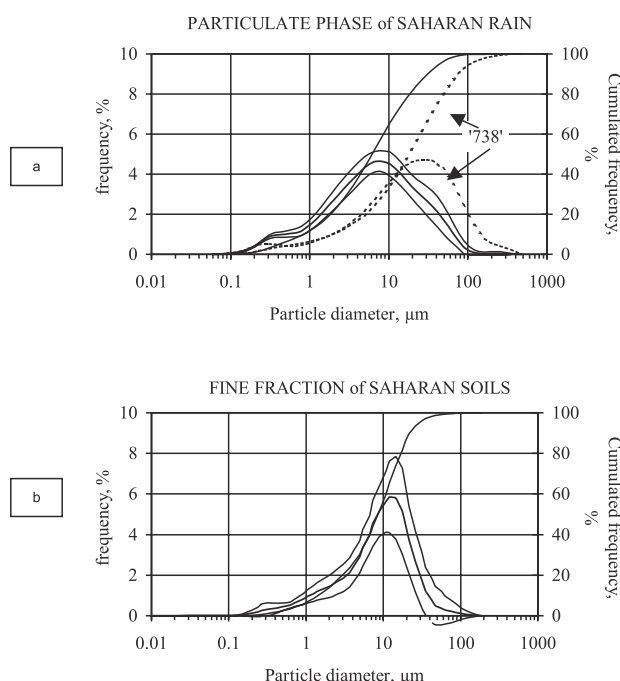 PARTICULATE PHASE of SAHARAN RAIN
a
frequency, %
10
8
6
4
2
0
100
80
60
40
20
0
Cumulated frequency,
%
'738'
0.01 0.1 1 10 100 1000
Particle diameter, μm
FINE FRACTION of SAHARAN SOILS
b
frequency, %
10
8
6
4
2
0
100
80
60
40
20
0
Cumulated frequency,
%
0.01 0.1 1 10 100 1000
Particle diameter, μm